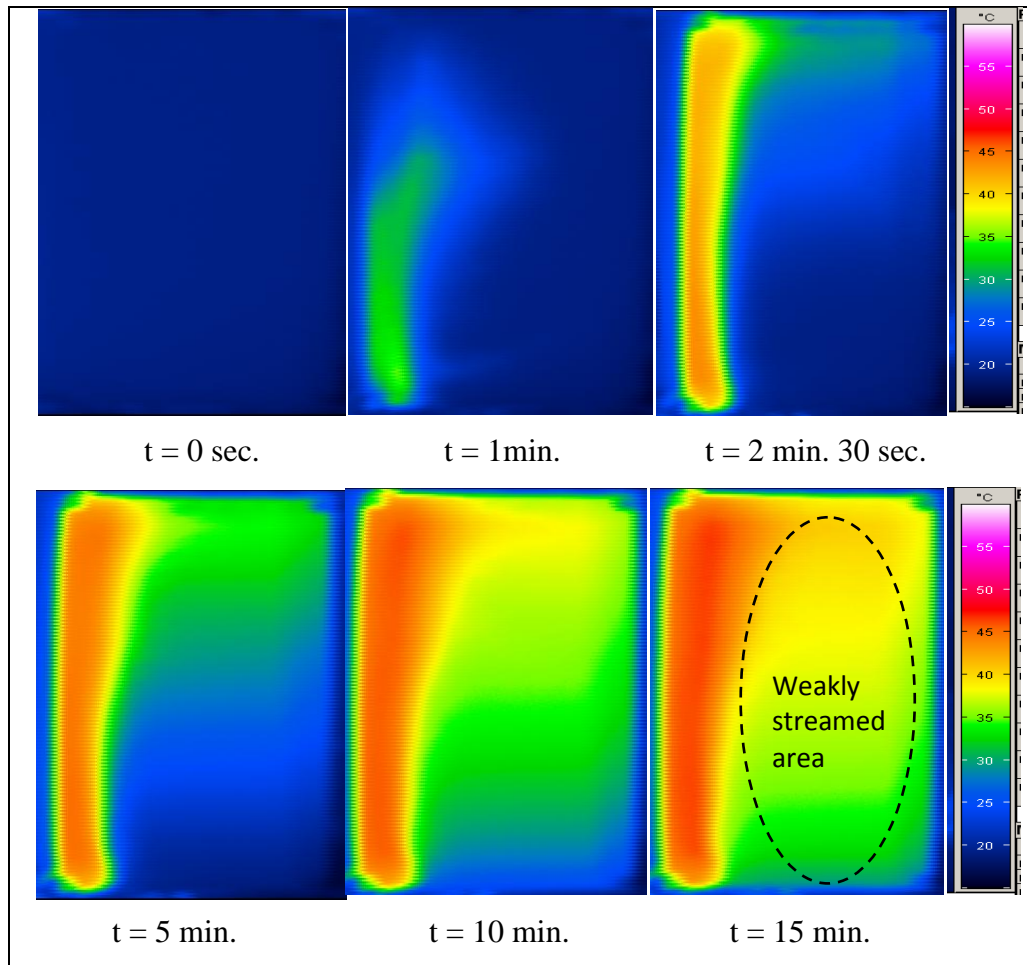 °C
55
50
45
40
35
30
25
20
t = 0 sec.
t = 1min.
t = 2 min. 30 sec.
°C
55
50
45
40
35
30
25
20
Weakly
streamed
area
t = 5 min.
t = 10 min.
t = 15 min.